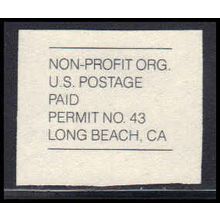 NON-PROFIT ORG.
U.S. POSTAGE
PAID
PERMIT NO. 43
LONG BEACH, CA